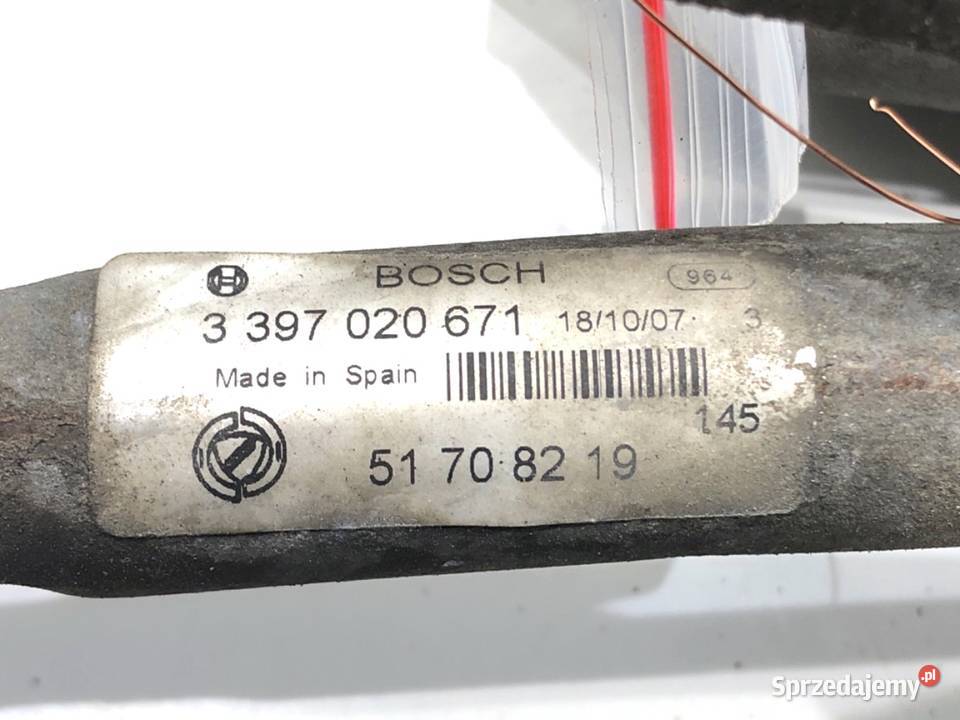 BOSCH 964
3 397 020 671 18/10/07 3
Made in Spain
145
51 70 82 19
Sprzedajemy.pl